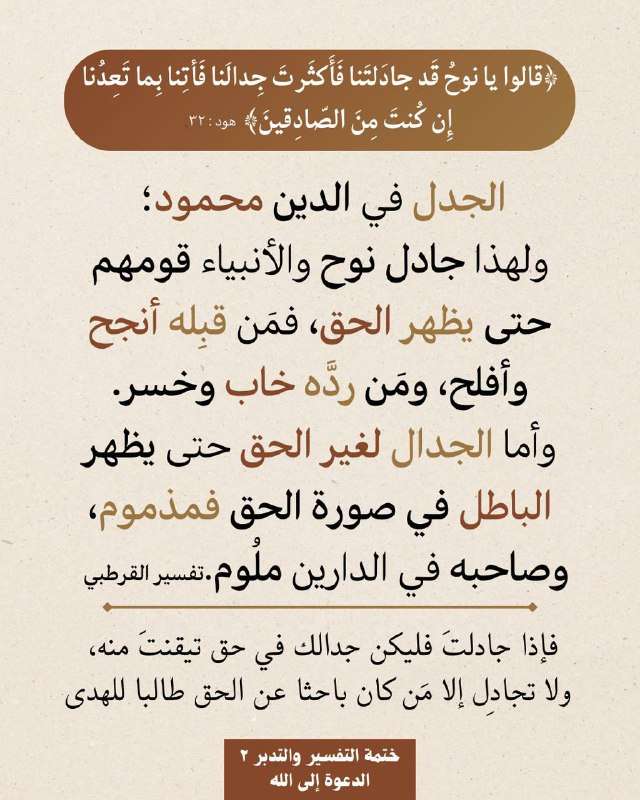 ﴿قالوا يا نوحُ قَد جادَلتَنا فَأَكثَرتَ جِدالَنا فَأتِنا بِما تَعِدُنا
إِن كُنتَ مِنَ الصّادِقينَ﴾ هود : ٣٢
الجدل في الدين محمود؛
ولهذا جادل نوح والأنبياء قومهم
حتى يظهر الحق، فمَن قبِله أنجح
وأفلح، ومَن ردَّه خاب وخسر.
وأما الجدال لغير الحق حتى يظهر
الباطل في صورة الحق فمذموم،
وصاحبه في الدارين ملُوم. تفسير القرطبي
فإذا جادلتَ فليكن جدالك في حق تيقنتَ منه،
ولا تجادِل إلا مَن كان باحثا عن الحق طالبا للهدى
ختمة التفسير والتدبر ٢
الدعوة إلى الله